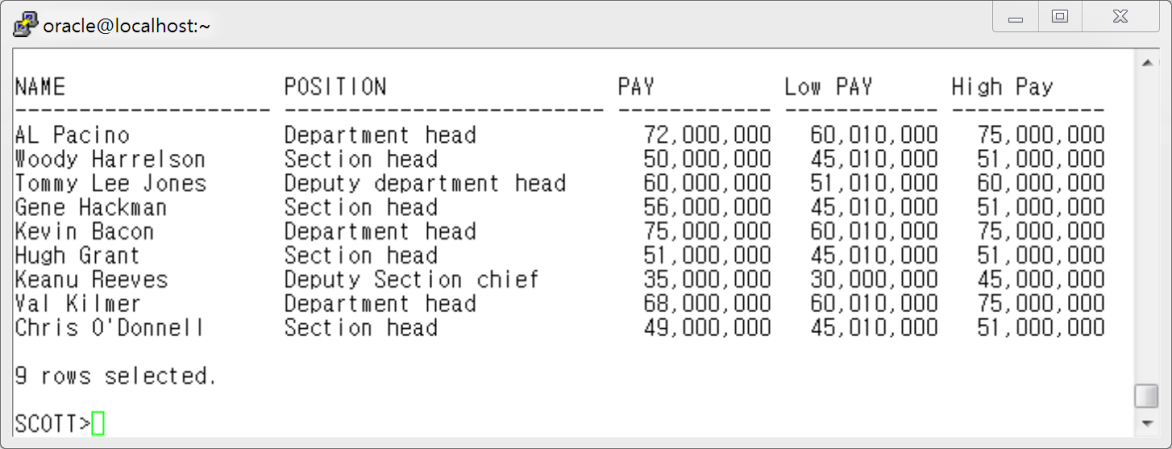 oracle@localhost:~
NAME POSITION PAY Low PAY High Pay
-------------------- ------------------------- ------------ ------------ ------------
AL Pacino Department head 72,000,000 60,010,000 75,000,000
Woody Harrelson Section head 50,000,000 45,010,000 51,000,000
Tommy Lee Jones Deputy department head 60,000,000 51,010,000 60,000,000
Gene Hackman Section head 56,000,000 45,010,000 51,000,000
Kevin Bacon Department head 75,000,000 60,010,000 75,000,000
Hugh Grant Section head 51,000,000 45,010,000 51,000,000
Keanu Reeves Deputy Section chief 35,000,000 30,000,000 45,000,000
Val Kilmer Department head 68,000,000 60,010,000 75,000,000
Chris O'Donnell Section head 49,000,000 45,010,000 51,000,000
9 rows selected.
SCOTT>